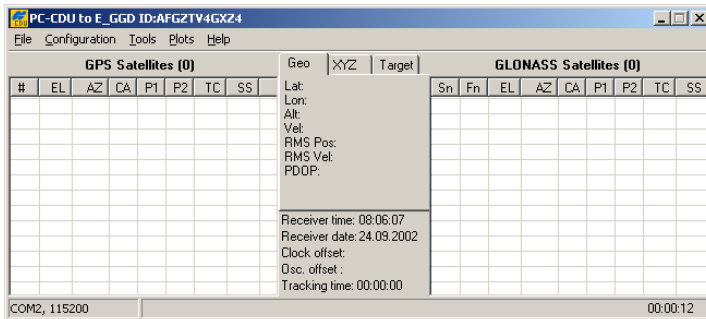 PC-CDU to E_GGD ID:AFGZTV4GXZ4
File Configuration Tools Plots Help
GPS Satellites (0)
# EL AZ CA P1 P2 TC SS
Geo XYZ Target
Lat:
Lon:
Alt:
Vel:
RMS Pos:
RMS Vel:
PDOP:
Receiver time: 08:06:07
Receiver date: 24.09.2002
Clock offset:
Osc. offset :
Tracking time: 00:00:00
GLONASS Satellites (0)
Sn Fn EL AZ CA P1 P2 TC SS
COM2, 115200
00:00:12